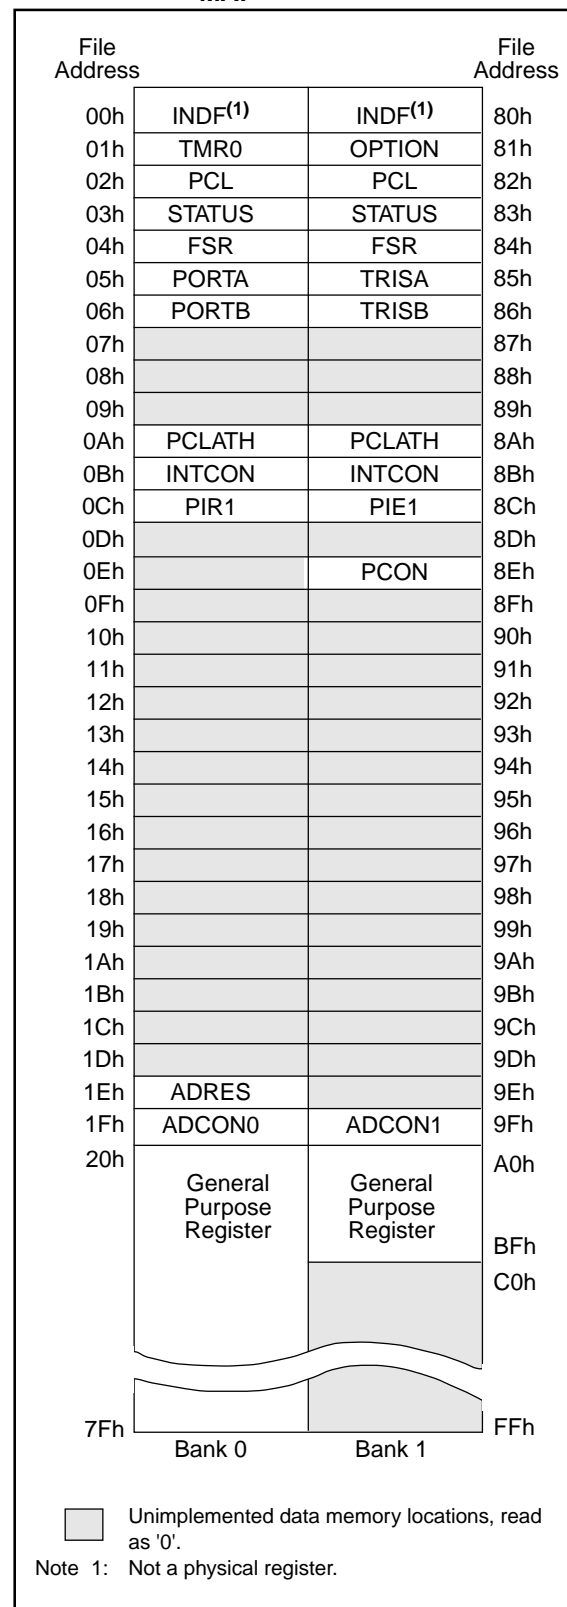 File File
Address Address
00h INDF(1) INDF(1) 80h
01h TMR0 OPTION 81h
02h PCL PCL 82h
03h STATUS STATUS 83h
04h FSR FSR 84h
05h PORTA TRISA 85h
06h PORTB TRISB 86h
07h 87h
08h 88h
09h 89h
0Ah PCLATH PCLATH 8Ah
0Bh INTCON INTCON 8Bh
0Ch PIR1 PIE1 8Ch
0Dh 8Dh
0Eh PCON 8Eh
0Fh 8Fh
10h 90h
11h 91h
12h 92h
13h 93h
14h 94h
15h 95h
16h 96h
17h 97h
18h 98h
19h 99h
1Ah 9Ah
1Bh 9Bh
1Ch 9Ch
1Dh 9Dh
1Eh ADRES 9Eh
1Fh ADCON0 ADCON1 9Fh
20h A0h
General General
Purpose Purpose
Register Register
BFh
C0h
7Fh FFh
Bank 0 Bank 1
Unimplemented data memory locations, read
as '0'.
Note 1: Not a physical register.